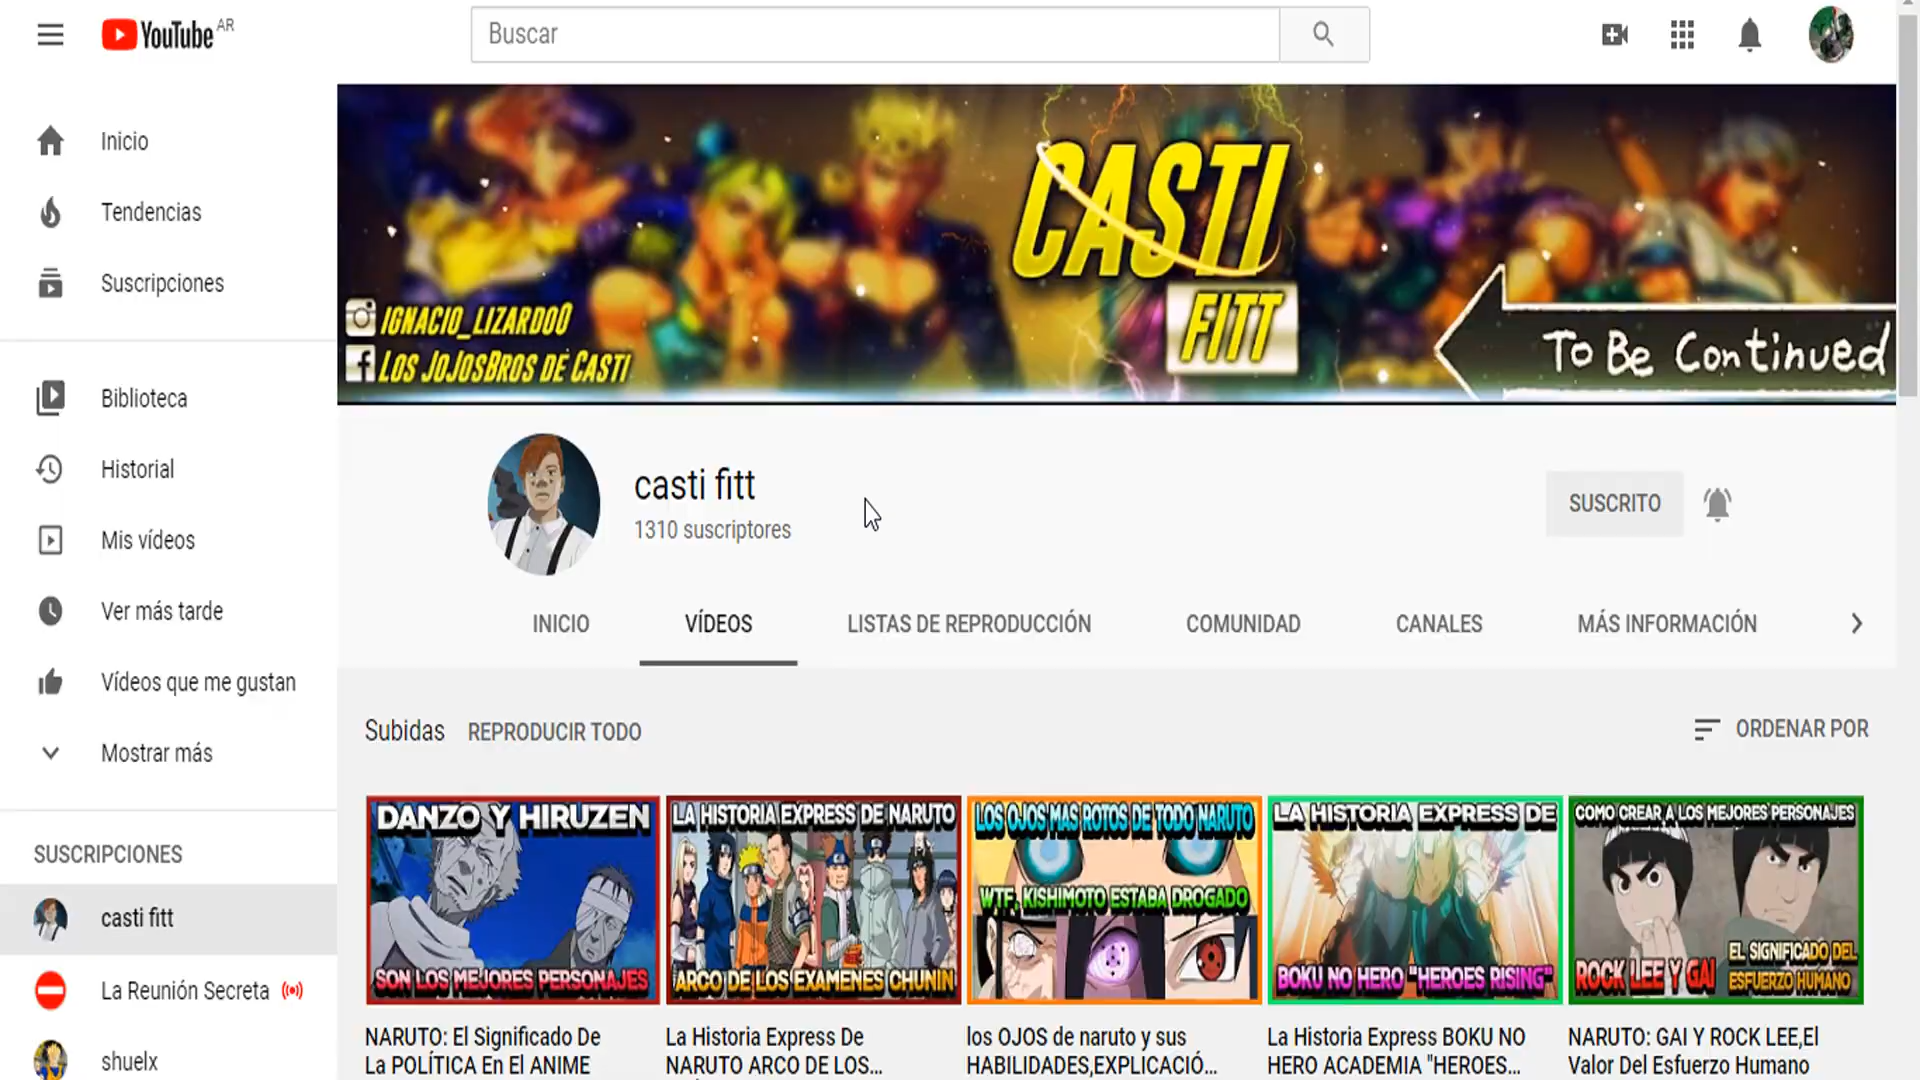 YouTube AR
Buscar
Inicio
Tendencias
Suscripciones
Biblioteca
Historial
Mis vídeos
Ver más tarde
Vídeos que me gustan
Mostrar más
SUSCRIPCIONES
casti fitt
La Reunión Secreta
shuelx
CASTI
FITT
IGNACIO_LIZARDO0
LOS JOJOSBROS DE CASTI
To Be Continued
casti fitt
1310 suscriptores
SUSCRITO
INICIO
VÍDEOS
LISTAS DE REPRODUCCIÓN
COMUNIDAD
CANALES
MÁS INFORMACIÓN
Subidas
REPRODUCIR TODO
ORDENAR POR
DANZO Y HIRUZEN
SON LOS MEJORES PERSONAJES
NARUTO: El Significado De
La POLÍTICA En El ANIME
LA HISTORIA EXPRESS DE NARUTO
ARCO DE LOS EXAMENES CHUNIN
La Historia Express De
NARUTO ARCO DE LOS...
LOS OJOS MAS ROTOS DE TODO NARUTO
WTF, KISHIMOTO ESTABA DROGADO
los OJOS de naruto y sus
HABILIDADES,EXPLICACIÓ...
LA HISTORIA EXPRESS DE
BOKU NO HERO "HEROES RISING"
La Historia Express BOKU NO
HERO ACADEMIA "HEROES...
COMO CREAR A LOS MEJORES PERSONAJES
ROCK LEE Y GAI
EL SIGNIFICADO DEL
ESFUERZO HUMANO
NARUTO: GAI Y ROCK LEE,El
Valor Del Esfuerzo Humano